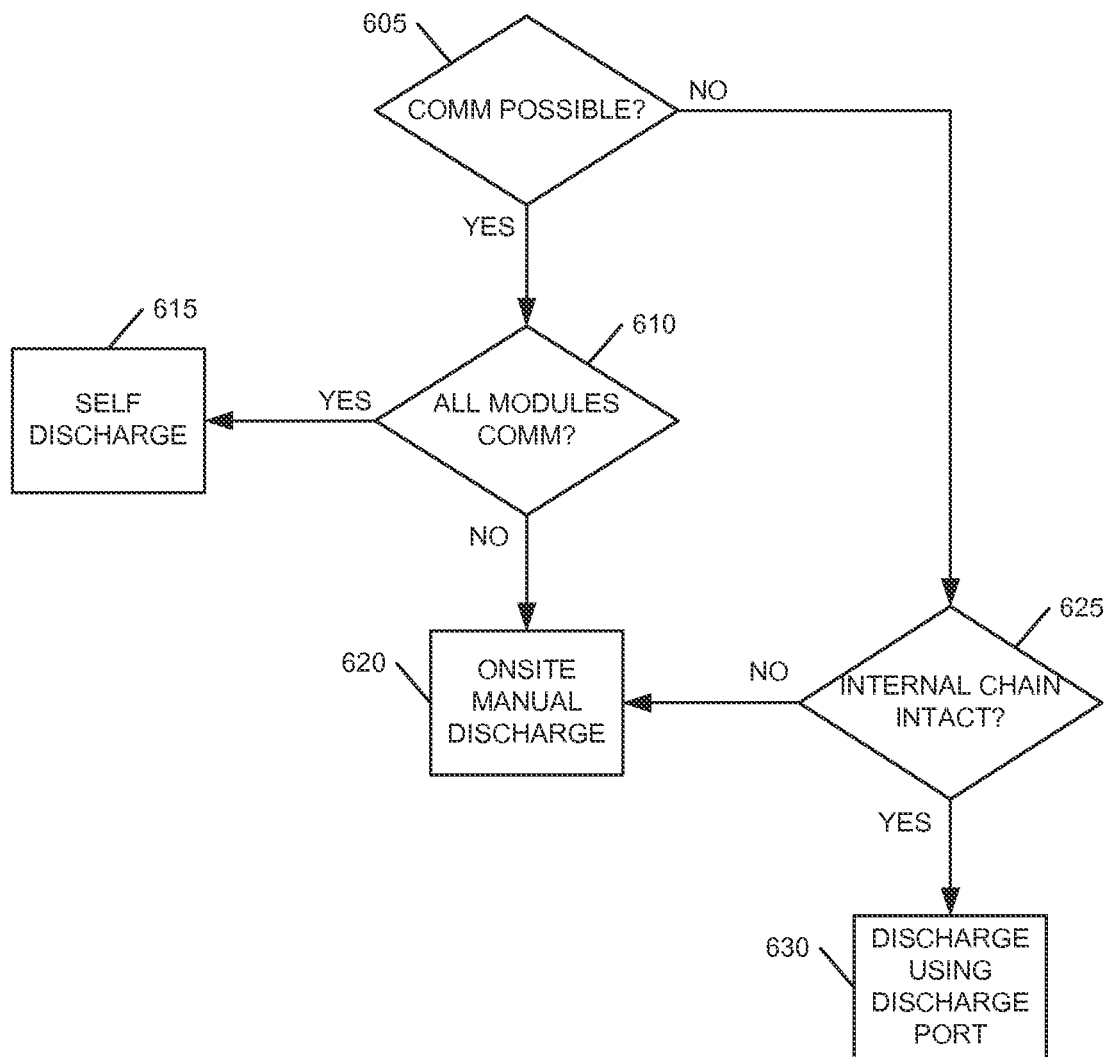 605
COMM POSSIBLE?
NO
YES
615
610
SELF
DISCHARGE
YES
ALL MODULES
COMM?
NO
625
620
ONSITE
MANUAL
DISCHARGE
NO
INTERNAL CHAIN
INTACT?
YES
630
DISCHARGE
USING
DISCHARGE
PORT